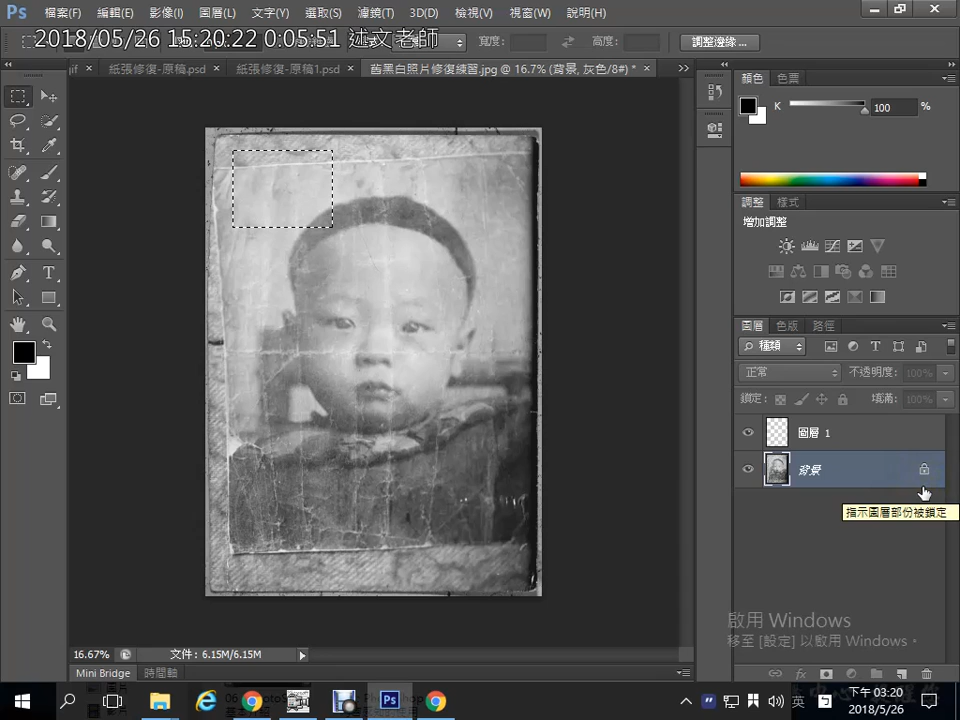 Ps 檔案(F) 編輯(E) 影像(I) 圖層(L) 文字(Y) 選取(S) 濾鏡(T) 3D(D) 檢視(V) 視窗(W) 說明(H)
2018/05/26 15:20:22 0:05:51 述文老師
寬度: 高度: 調整邊緣...
gif × 紙張修復-原稿.psd × 紙張修復-原稿1.psd × 舊黑白照片修復練習.jpg @ 16.7% (背景, 灰色/8#) * ×
顏色 色票
K 100 %
調整 樣式
增加調整
圖層 色版 路徑
種類
正常 不透明度: 100%
鎖定: 填滿: 100%
圖層 1
背景
指示圖層部份被鎖定
啟用 Windows
移至 [設定] 以啟用 Windows。
16.67% 文件: 6.15M/6.15M
Mini Bridge 時間軸
英
下午 03:20
2018/5/26